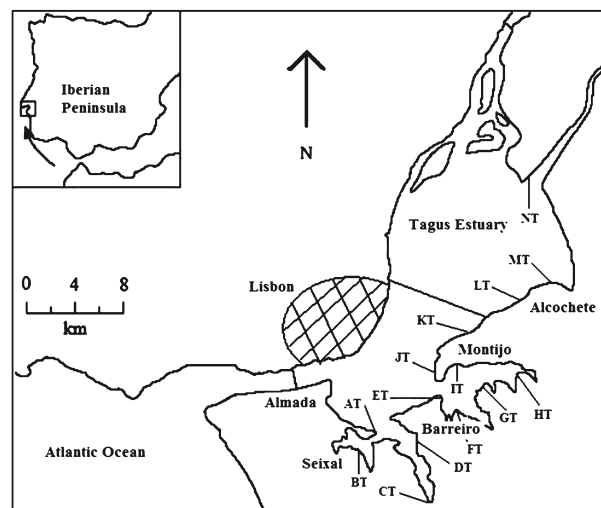 Iberian
Peninsula
N
Tagus Estuary
NT
MT
LT
Alcochete
Lisbon
0 4 8
km
KT
JT
Montijo
IT
ET
GT
HT
Almada
AT
Barreiro
FT
Atlantic Ocean
Seixal
BT
DT
CT